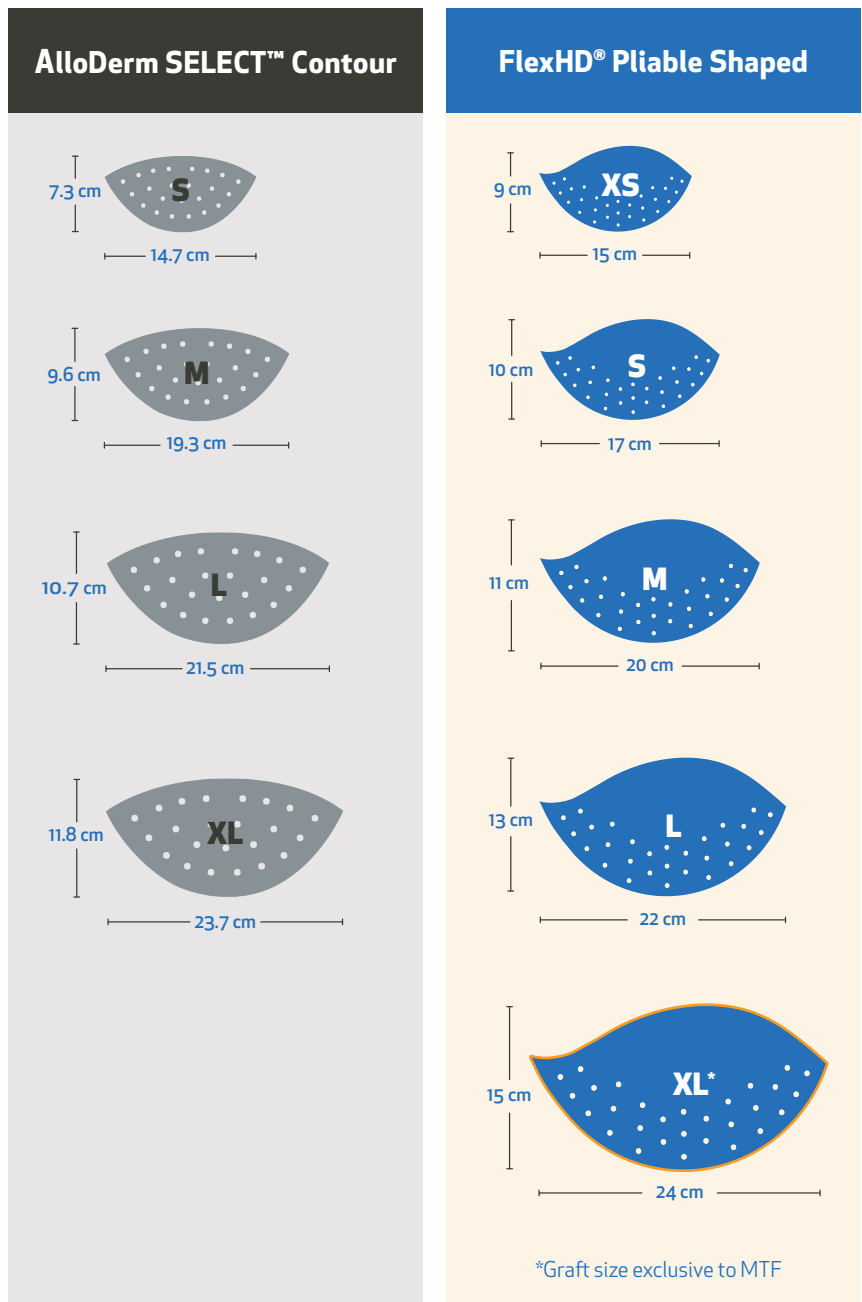 AlloDerm SELECT™ Contour
S
7.3 cm
14.7 cm
M
9.6 cm
19.3 cm
L
10.7 cm
21.5 cm
XL
11.8 cm
23.7 cm
FlexHD® Pliable Shaped
XS
9 cm
15 cm
S
10 cm
17 cm
M
11 cm
20 cm
L
13 cm
22 cm
XL*
15 cm
24 cm
*Graft size exclusive to MTF